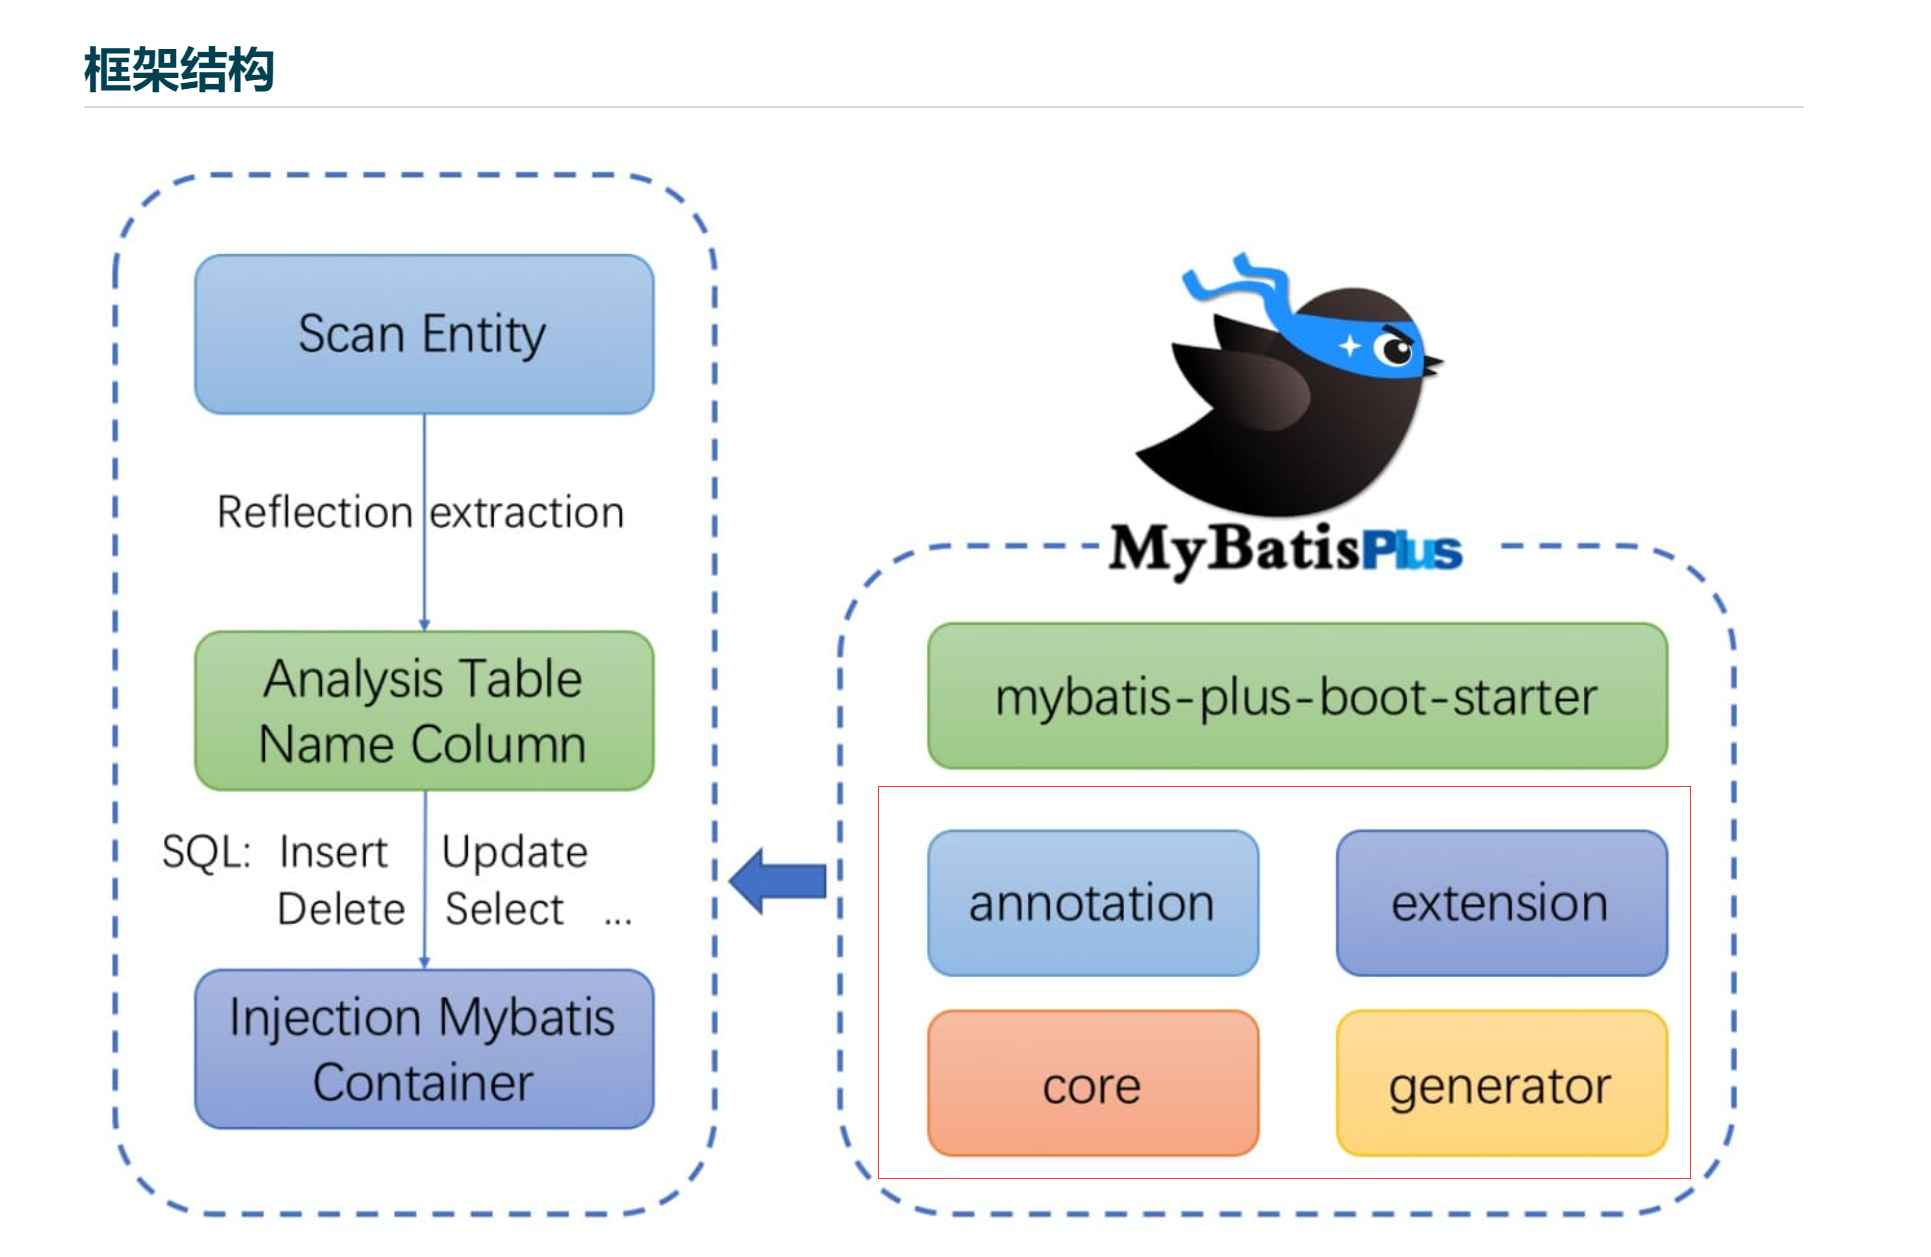 框架结构
Scan Entity
Reflection extraction
Analysis Table
Name Column
SQL: Insert Update
Delete Select ...
Injection Mybatis
Container
MyBatisPlus
mybatis-plus-boot-starter
annotation
extension
core
generator